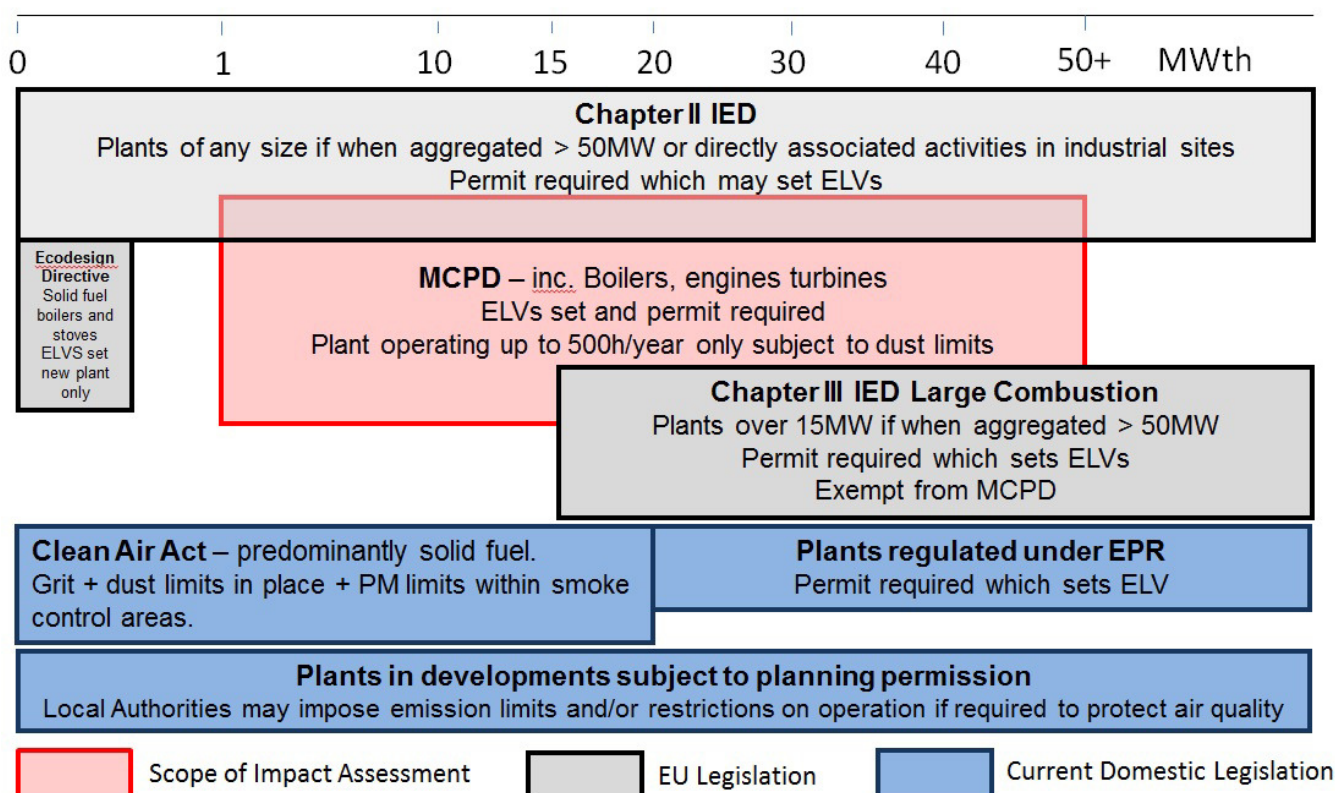 0 1 10 15 20 30 40 50+ MWth
Chapter II IED
Plants of any size if when aggregated > 50MW or directly associated activities in industrial sites
Permit required which may set ELVs
Ecodesign
Directive
Solid fuel
boilers and
stoves
ELVS set
new plant
only
MCPD – inc. Boilers, engines turbines
ELVs set and permit required
Plant operating up to 500h/year only subject to dust limits
Chapter III IED Large Combustion
Plants over 15MW if when aggregated > 50MW
Permit required which sets ELVs
Exempt from MCPD
Clean Air Act – predominantly solid fuel.
Grit + dust limits in place + PM limits within smoke
control areas.
Plants regulated under EPR
Permit required which sets ELV
Plants in developments subject to planning permission
Local Authorities may impose emission limits and/or restrictions on operation if required to protect air quality
Scope of Impact Assessment
EU Legislation
Current Domestic Legislation